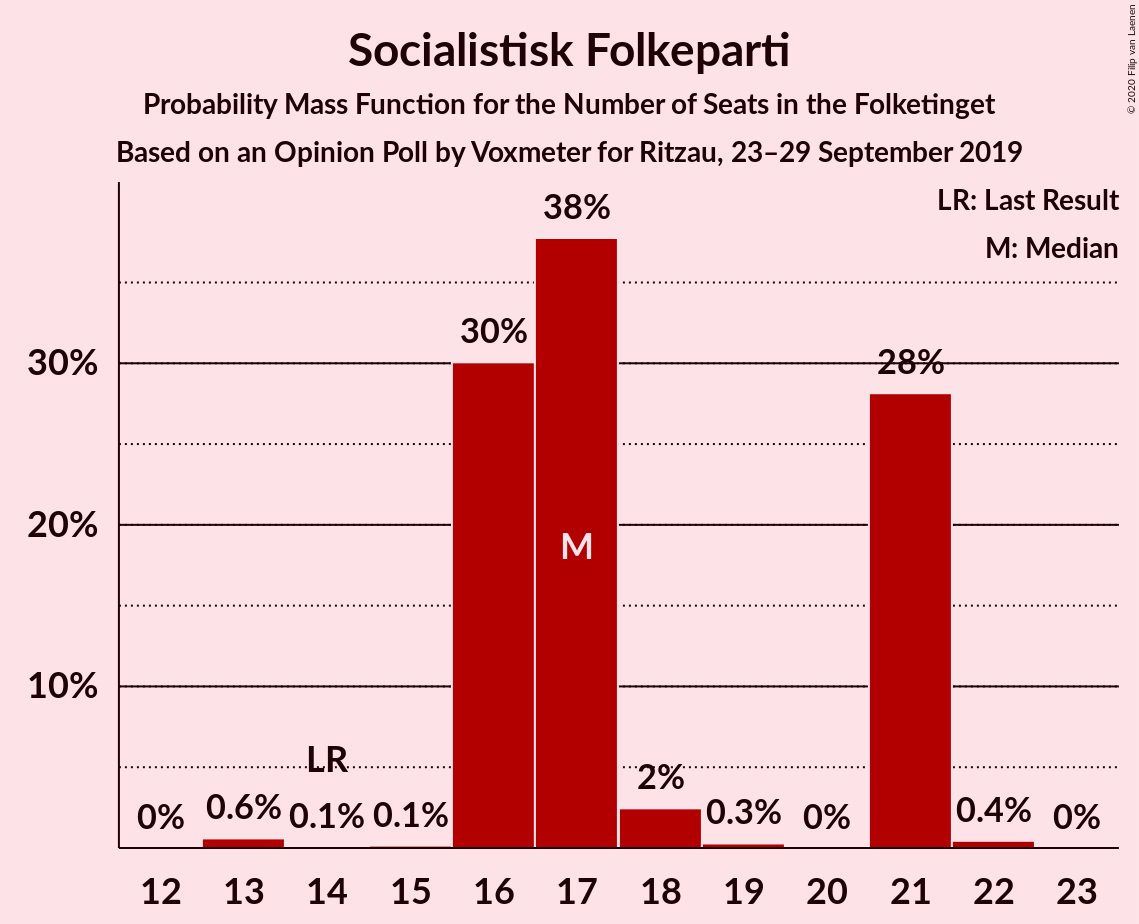 Socialistisk Folkeparti
Probability Mass Function for the Number of Seats in the Folketinget
Based on an Opinion Poll by Voxmeter for Ritzau, 23–29 September 2019
© 2020 Filip van Laenen
LR: Last Result
M: Median
38%
30%
30%
28%
20%
M
10%
LR
2%
0%
0.6%
0.1%
0.1%
0.3%
0%
0.4%
0%
12 13 14 15 16 17 18 19 20 21 22 23